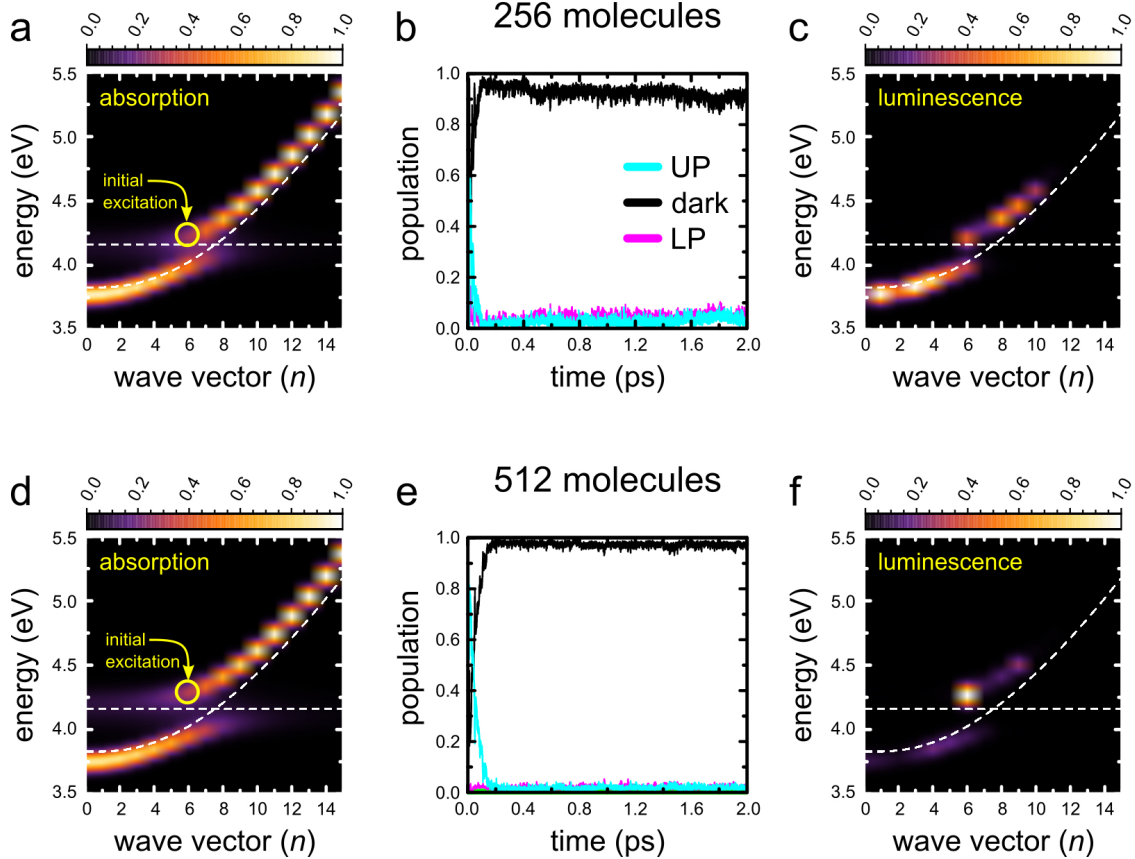 256 molecules
a
0.0 0.2 0.4 0.6 0.8 1.0
absorption
initial
excitation
energy (eV)
5.5
5.0
4.5
4.0
3.5
0 2 4 6 8 10 12 14
wave vector (n)
b
population
1.0
0.8
0.6
0.4
0.2
0.0
UP
dark
LP
0.0 0.4 0.8 1.2 1.6 2.0
time (ps)
c
0.0 0.2 0.4 0.6 0.8 1.0
luminescence
energy (eV)
5.5
5.0
4.5
4.0
3.5
0 2 4 6 8 10 12 14
wave vector (n)
512 molecules
d
0.0 0.2 0.4 0.6 0.8 1.0
absorption
initial
excitation
energy (eV)
5.5
5.0
4.5
4.0
3.5
0 2 4 6 8 10 12 14
wave vector (n)
e
population
1.0
0.8
0.6
0.4
0.2
0.0
0.0 0.4 0.8 1.2 1.6 2.0
time (ps)
f
0.0 0.2 0.4 0.6 0.8 1.0
luminescence
energy (eV)
5.5
5.0
4.5
4.0
3.5
0 2 4 6 8 10 12 14
wave vector (n)